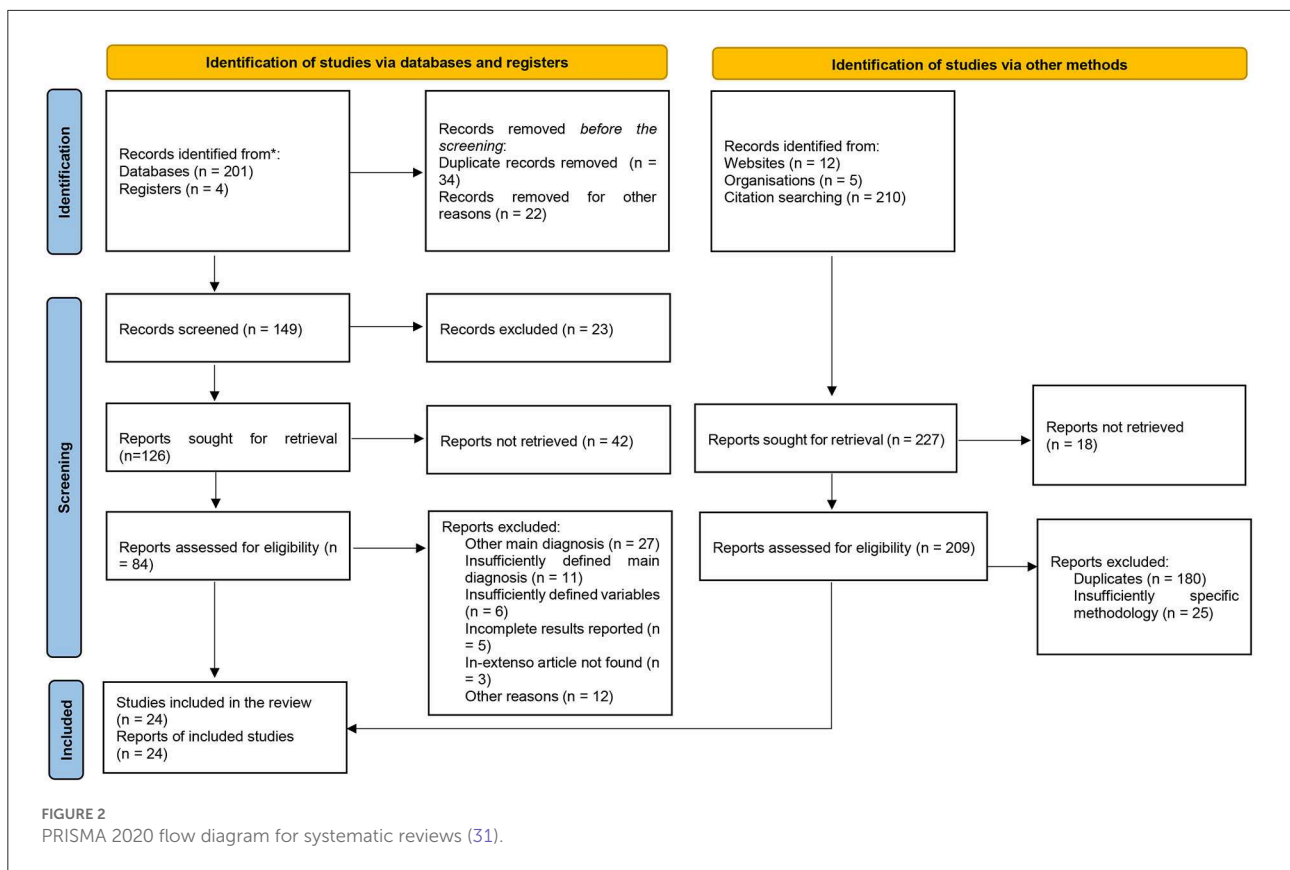 Identification of studies via databases and registers
Identification of studies via other methods
Identification
Records identified from*:
Databases (n = 201)
Registers (n = 4)
Records removed before the
screening:
Duplicate records removed (n =
34)
Records removed for other
reasons (n = 22)
Records identified from:
Websites (n = 12)
Organisations (n = 5)
Citation searching (n = 210)
Screening
Records screened (n = 149)
Records excluded (n = 23)
Reports sought for retrieval
(n=126)
Reports not retrieved (n = 42)
Reports sought for retrieval (n = 227)
Reports not retrieved
(n = 18)
Reports assessed for eligibility (n
= 84)
Reports excluded:
Other main diagnosis (n = 27)
Insufficiently defined main
diagnosis (n = 11)
Insufficiently defined variables
(n = 6)
Incomplete results reported (n
= 5)
In-extenso article not found (n
= 3)
Other reasons (n = 12)
Reports assessed for eligibility (n = 209)
Reports excluded:
Duplicates (n = 180)
Insufficiently specific
methodology (n = 25)
Included
Studies included in the review
(n = 24)
Reports of included studies
(n = 24)
FIGURE 2
PRISMA 2020 flow diagram for systematic reviews (31).